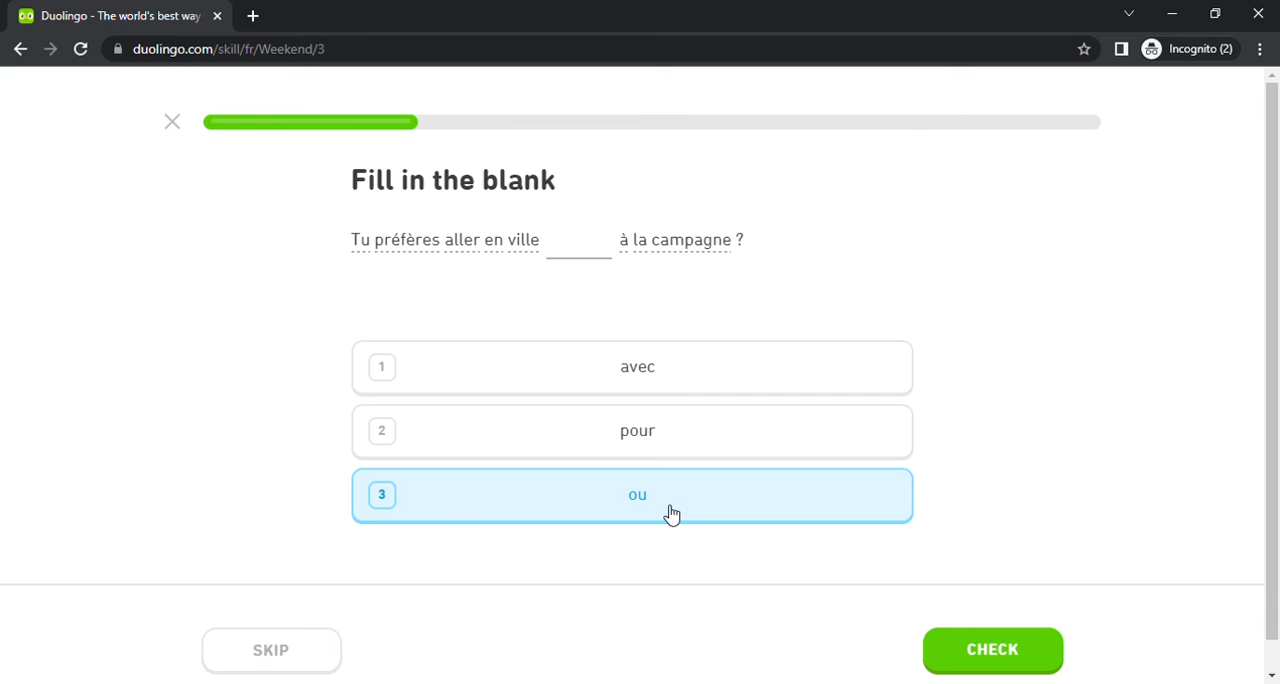 Duolingo - The world's best way
duolingo.com/skill/fr/Weekend/3
Incognito (2)
Fill in the blank
Tu préfères aller en ville ______ à la campagne ?
1 avec
2 pour
3 ou
SKIP
CHECK